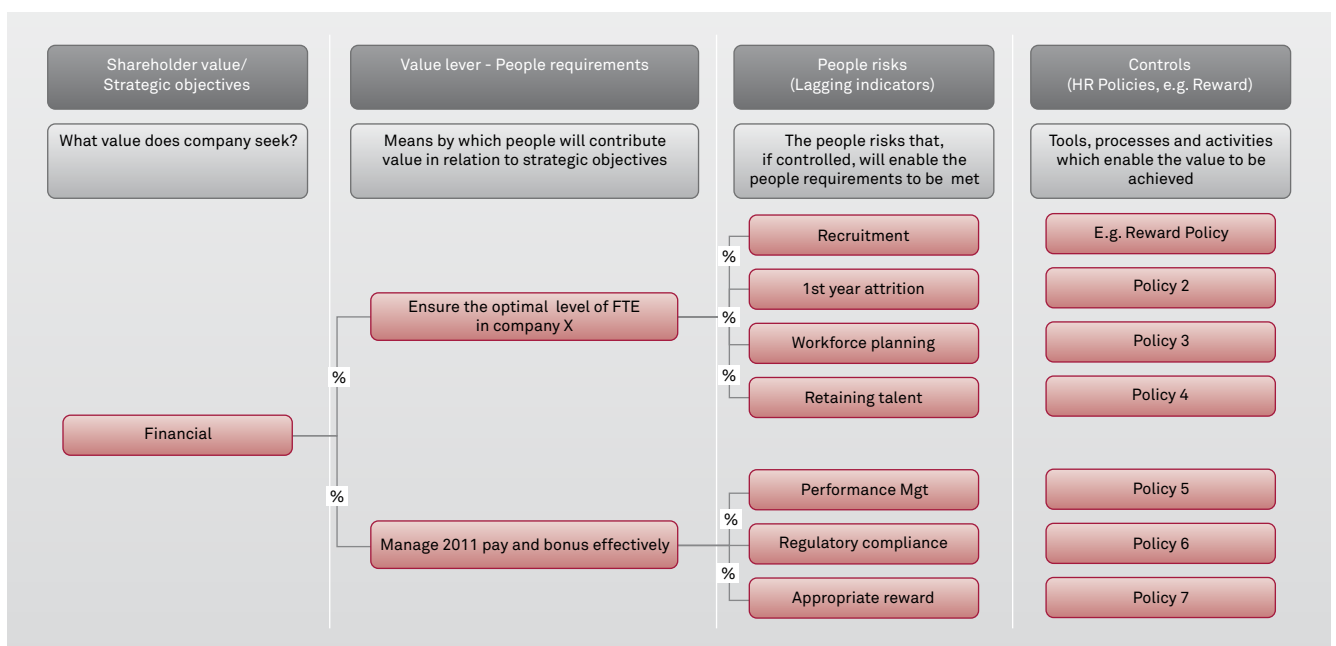 Shareholder value/
Strategic objectives
Value lever - People requirements
People risks
(Lagging indicators)
Controls
(HR Policies, e.g. Reward)
What value does company seek?
Means by which people will contribute
value in relation to strategic objectives
The people risks that,
if controlled, will enable the
people requirements to be met
Tools, processes and activities
which enable the value to be
achieved
Recruitment
E.g. Reward Policy
%
1st year attrition
Policy 2
Ensure the optimal level of FTE
in company X
%
Workforce planning
Policy 3
%
%
Retaining talent
Policy 4
Financial
Performance Mgt
Policy 5
%
%
Manage 2011 pay and bonus effectively
Regulatory compliance
Policy 6
%
Appropriate reward
Policy 7